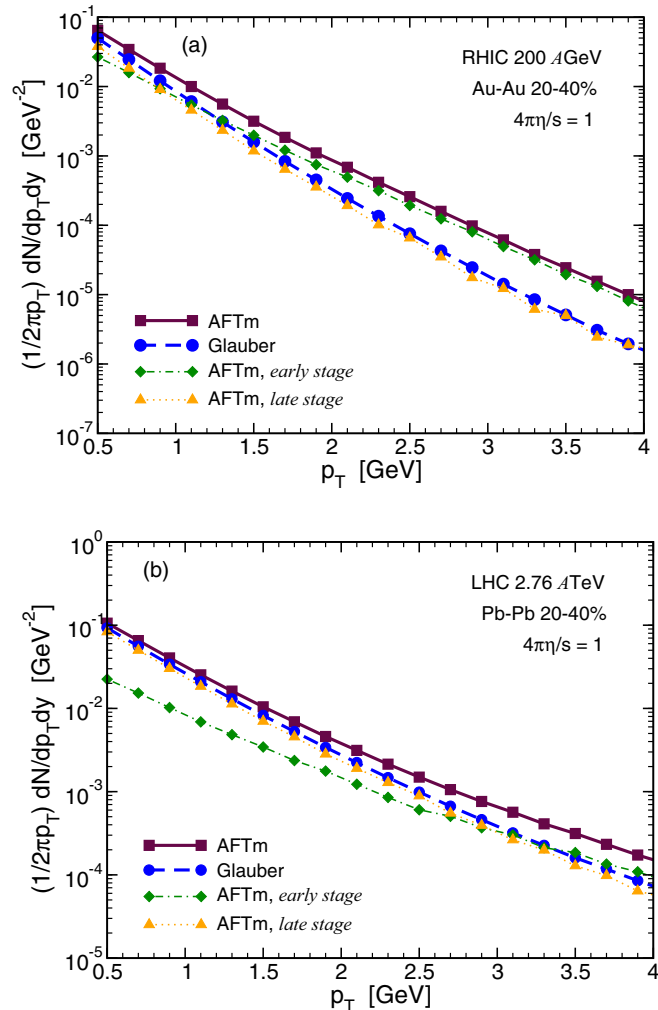 (a)
RHIC 200 AGeV
Au-Au 20-40%
4πη/s = 1
(1/2πp_T) dN/dp_Tdy [GeV^-2]
10^-1
10^-2
10^-3
10^-4
10^-5
10^-6
10^-7
AFTm
Glauber
AFTm, early stage
AFTm, late stage
0.5 1 1.5 2 2.5 3 3.5 4
p_T [GeV]
(b)
LHC 2.76 ATeV
Pb-Pb 20-40%
4πη/s = 1
(1/2πp_T) dN/dp_Tdy [GeV^-2]
10^0
10^-1
10^-2
10^-3
10^-4
10^-5
AFTm
Glauber
AFTm, early stage
AFTm, late stage
0.5 1 1.5 2 2.5 3 3.5 4
p_T [GeV]